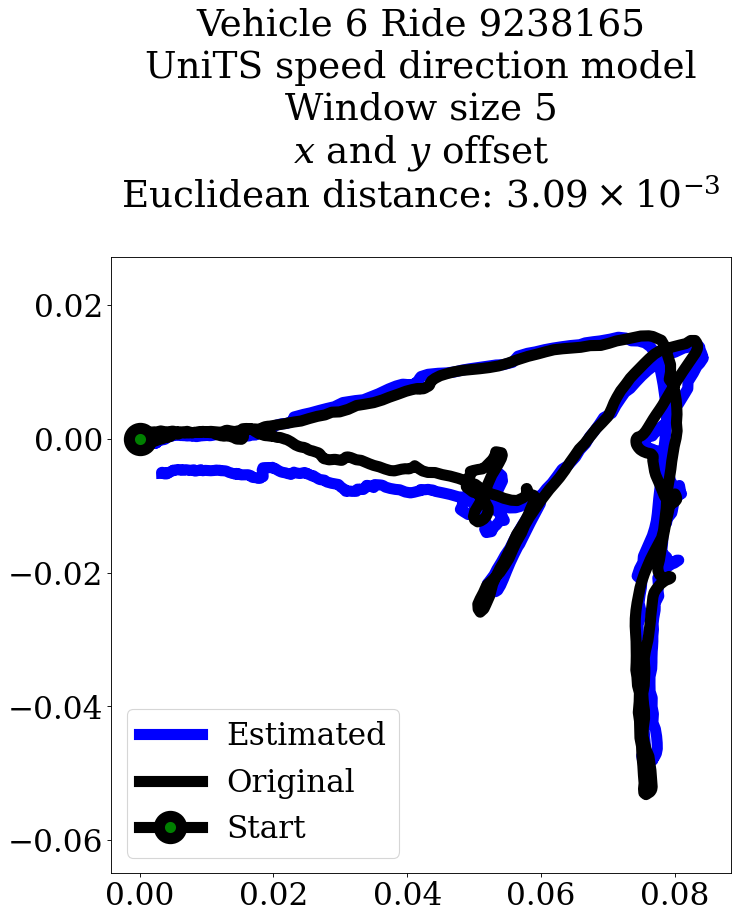 Vehicle 6 Ride 9238165
UniTS speed direction model
Window size 5
x and y offset
Euclidean distance: 3.09 × 10⁻³
0.02
0.00
−0.02
−0.04
−0.06
Estimated
Original
Start
0.00 0.02 0.04 0.06 0.08